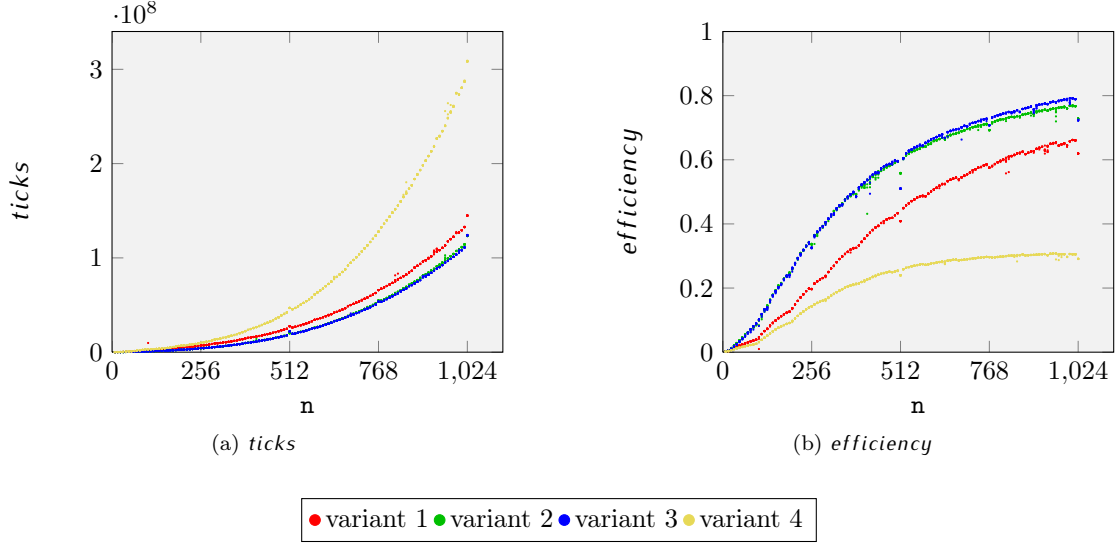 ·10⁸
3
2
1
0
0 256 512 768 1,024
ticks
n
(a) ticks
1
0.8
0.6
0.4
0.2
0
0 256 512 768 1,024
efficiency
n
(b) efficiency
variant 1 variant 2 variant 3 variant 4